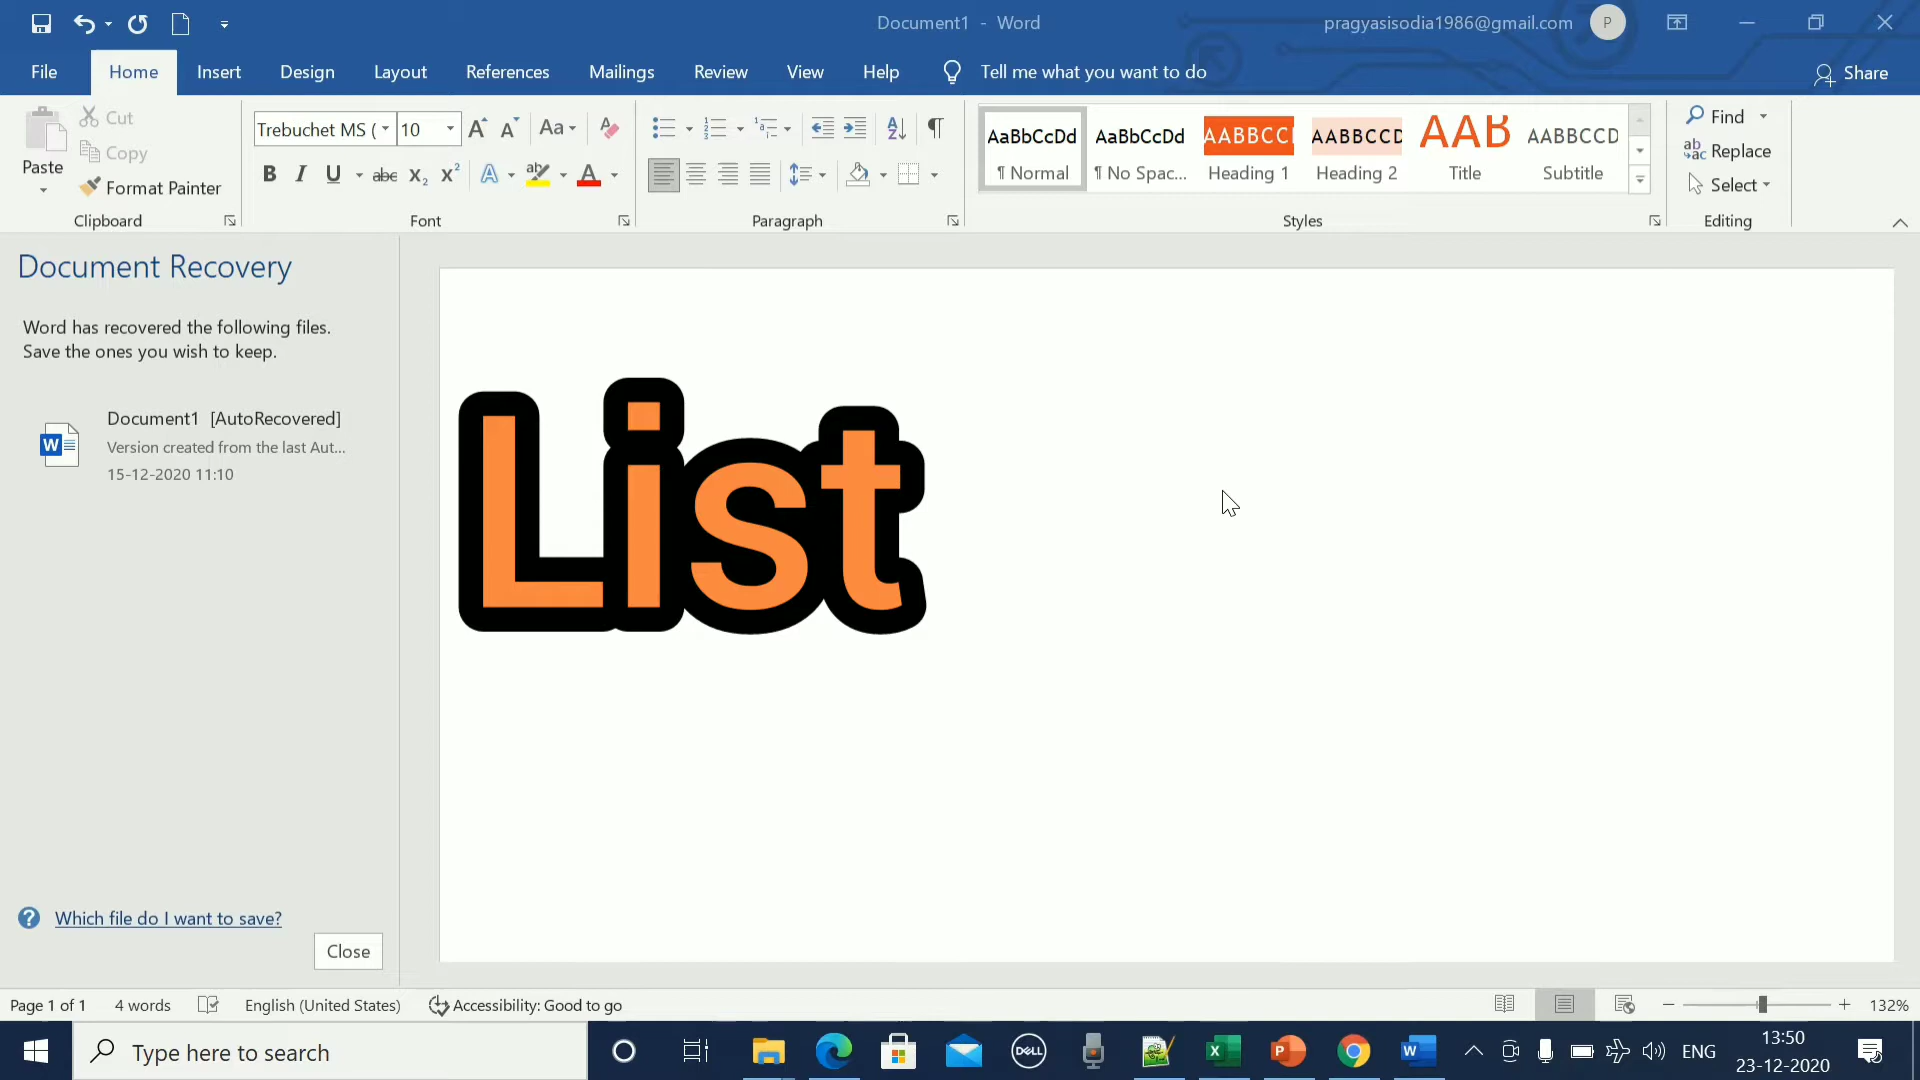 Document1 - Word
pragyasisodia1986@gmail.com
P
File Home Insert Design Layout References Mailings Review View Help Tell me what you want to do Share
Paste
Cut
Copy
Format Painter
Clipboard
Trebuchet MS ( 10
Aa
B I U abc X₂ X² A ab A
Font
Paragraph
AaBbCcDd AaBbCcDd AABBCCI AABBCCD AAB AABBCCD
¶ Normal ¶ No Spac... Heading 1 Heading 2 Title Subtitle
Styles
Find
Replace
Select
Editing
Document Recovery
Word has recovered the following files.
Save the ones you wish to keep.
Document1 [AutoRecovered]
Version created from the last Aut...
15-12-2020 11:10
List
Which file do I want to save?
Close
Page 1 of 1 4 words English (United States) Accessibility: Good to go 132%
Type here to search
DELL
ENG
13:50
23-12-2020